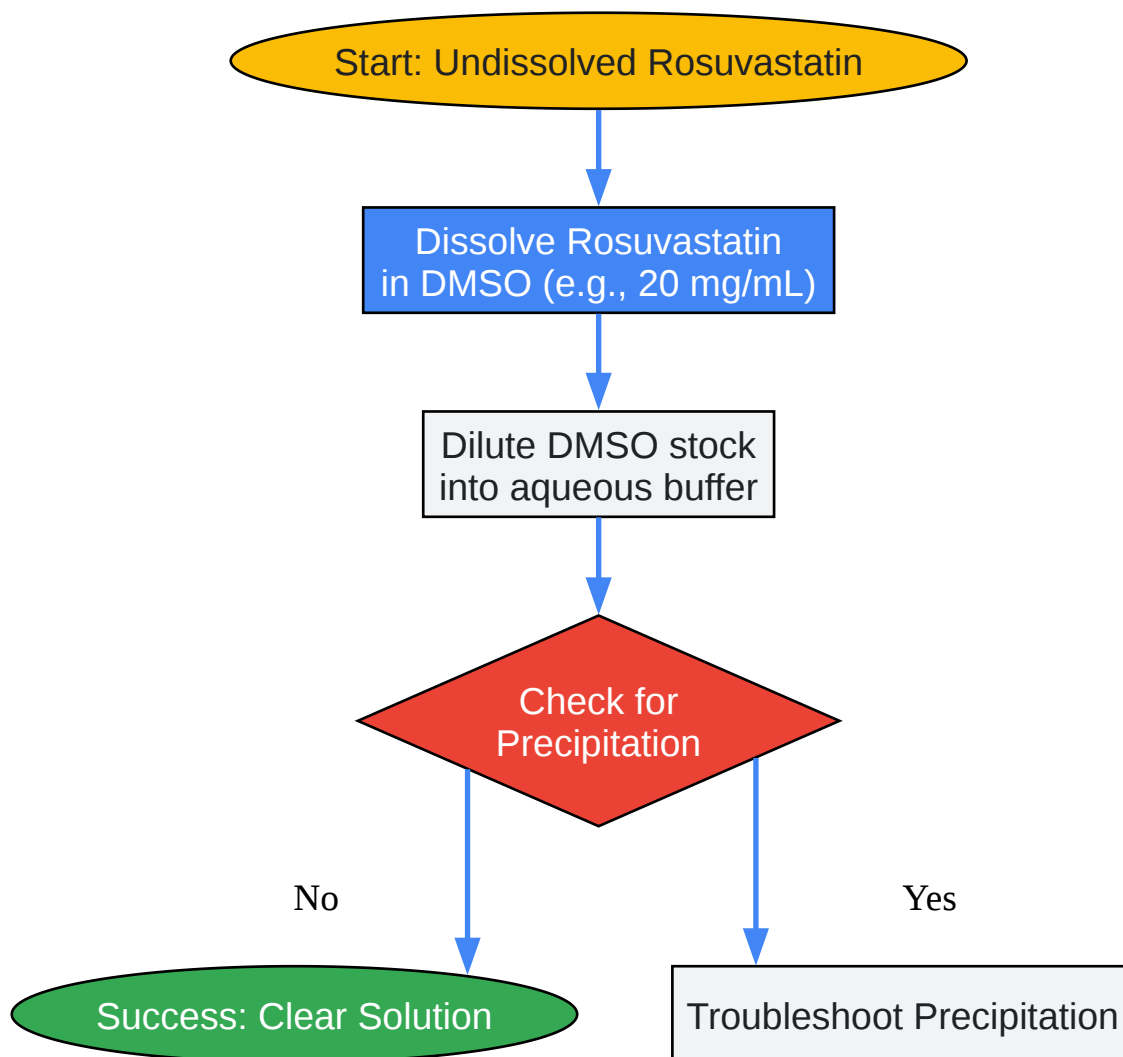 Start: Undissolved Rosuvastatin
Dissolve Rosuvastatin
in DMSO (e.g., 20 mg/mL)
Dilute DMSO stock
into aqueous buffer
Check for
Precipitation
No
Yes
Success: Clear Solution
Troubleshoot Precipitation